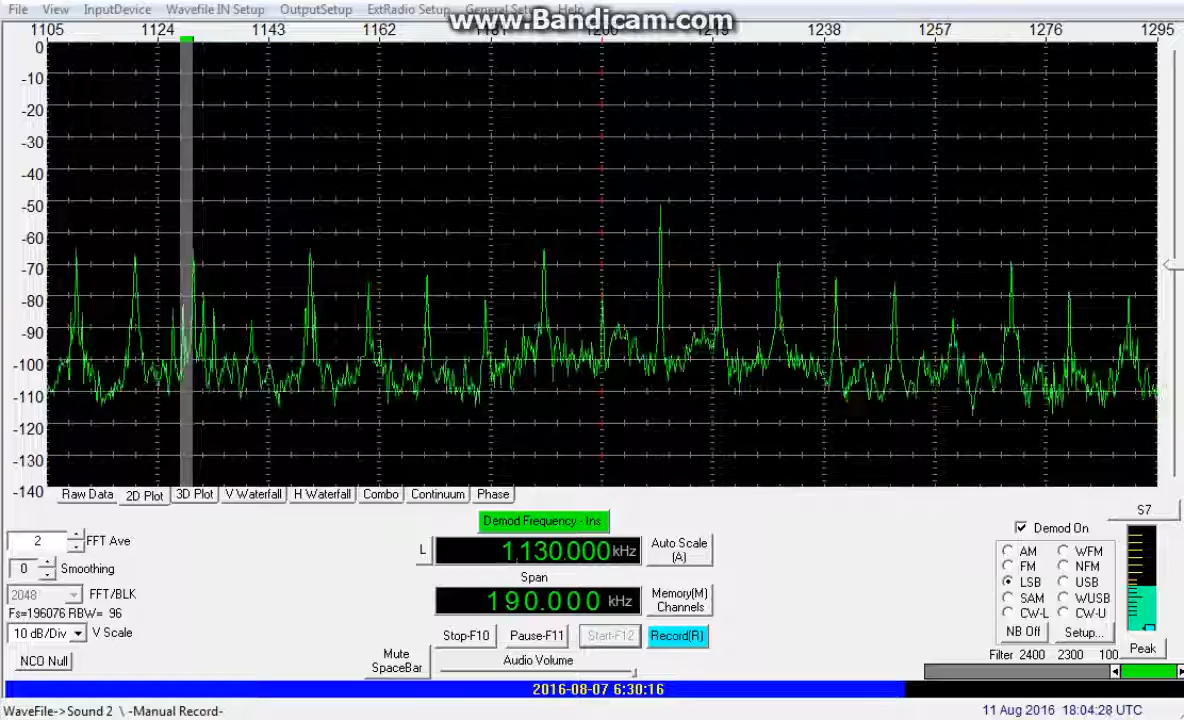 File View InputDevice Wavefile IN Setup OutputSetup ExtRadio Setup General Setup Help
www.Bandicam.com
1105 1124 1143 1162 1181 1200 1219 1238 1257 1276 1295
0
-10
-20
-30
-40
-50
-60
-70
-80
-90
-100
-110
-120
-130
-140
Raw Data 2D Plot 3D Plot V Waterfall H Waterfall Combo Continuum Phase
2 FFT Ave
0 Smoothing
2048 FFT/BLK
Fs=196076 RBW= 96
10 dB/Div V Scale
NCO Null
Demod Frequency - Ins
L 1,130.000 kHz
Span
190.000 kHz
Auto Scale
(A)
Memory(M)
Channels
Stop-F10 Pause-F11 Start-F12 Record(R)
Mute
SpaceBar
Audio Volume
S7
Demod On
AM WFM
FM NFM
LSB USB
SAM WUSB
CW-L CW-U
NB Off Setup...
Filter 2400 2300 100
Peak
2016-08-07 6:30:16
WaveFile->Sound 2 \ -Manual Record-
11 Aug 2016 18:04:28 UTC